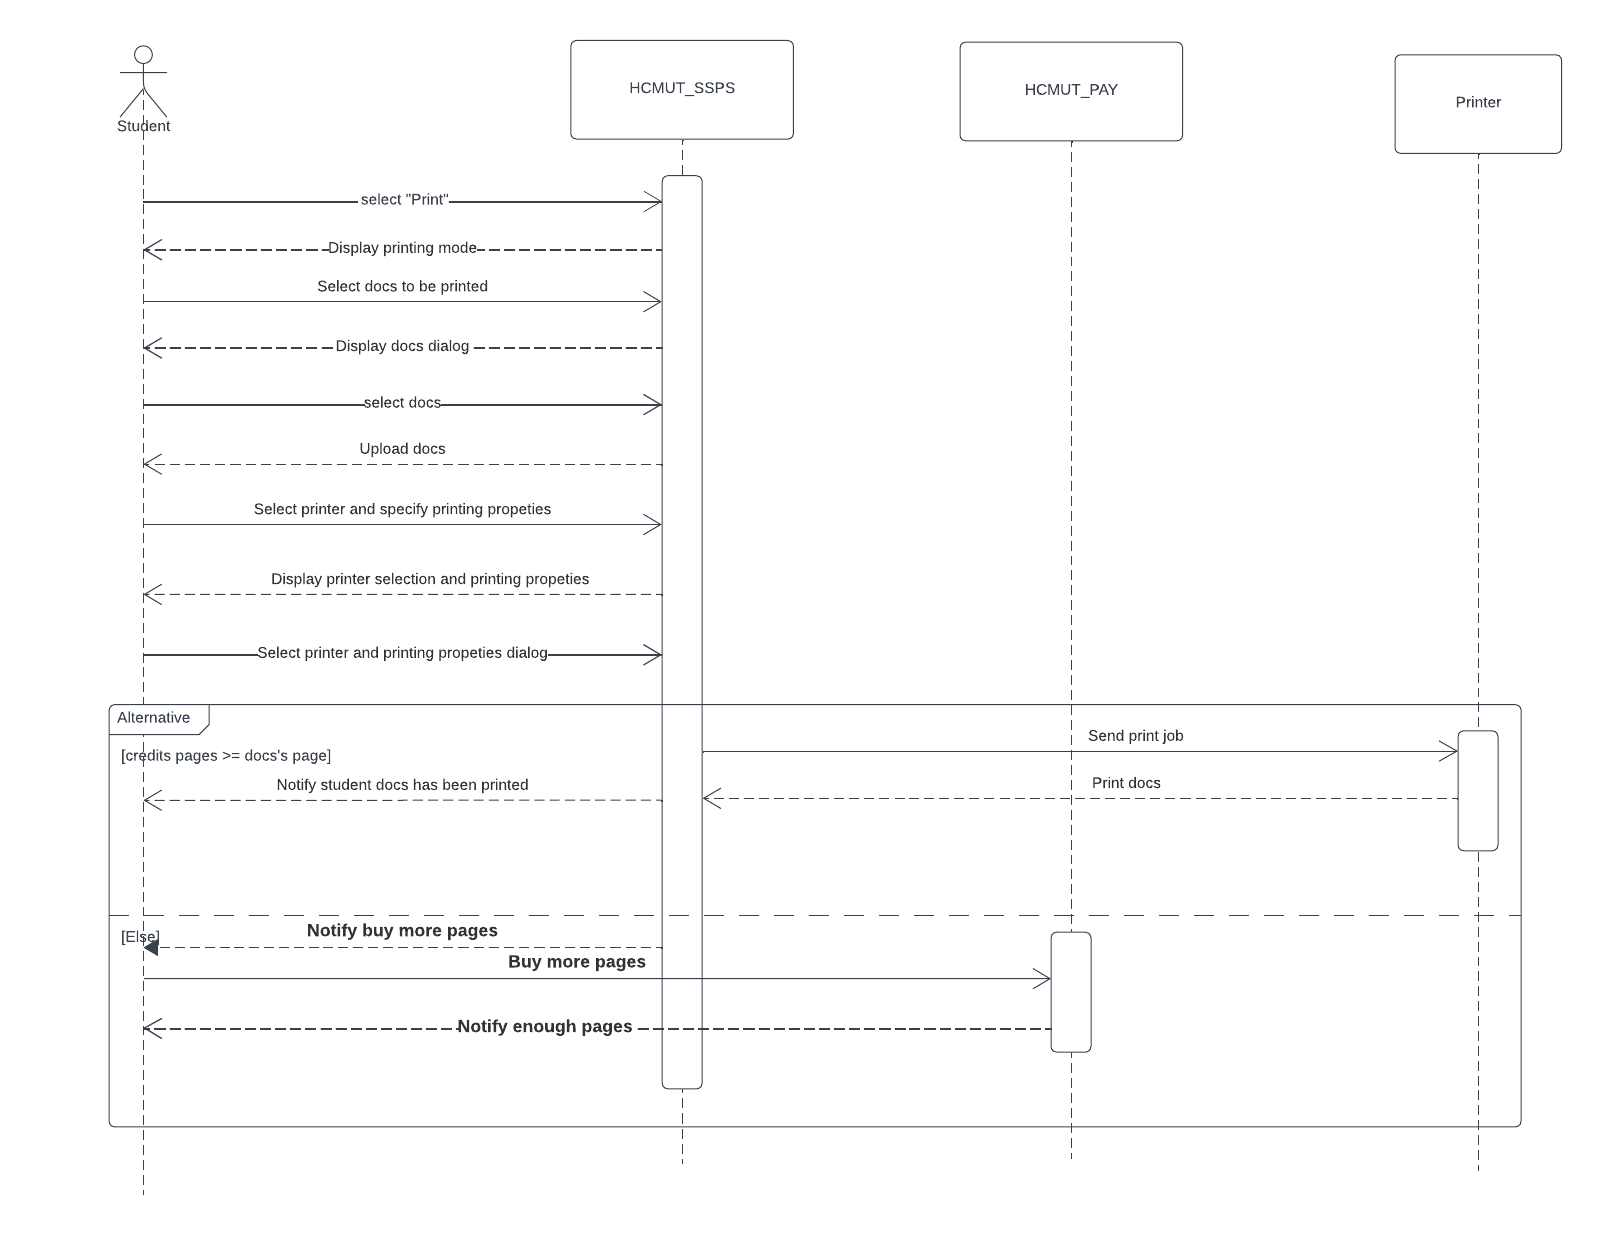 Student
HCMUT_SSPS
HCMUT_PAY
Printer
select "Print"
Display printing mode
Select docs to be printed
Display docs dialog
select docs
Upload docs
Select printer and specify printing propeties
Display printer selection and printing propeties
Select printer and printing propeties dialog
Alternative
Send print job
[credits pages >= docs's page]
Print docs
Notify student docs has been printed
[Else]
Notify buy more pages
Buy more pages
Notify enough pages